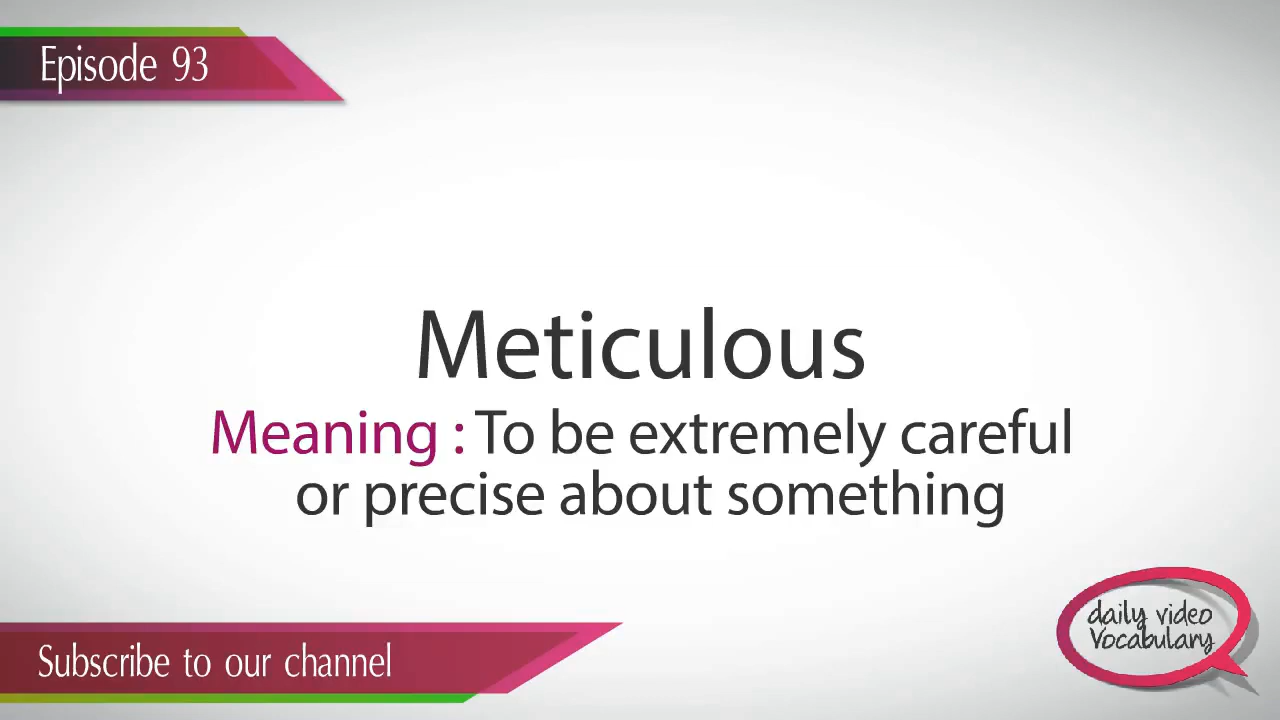 Episode 93
Meticulous
Meaning : To be extremely careful
or precise about something
Subscribe to our channel
daily video
Vocabulary